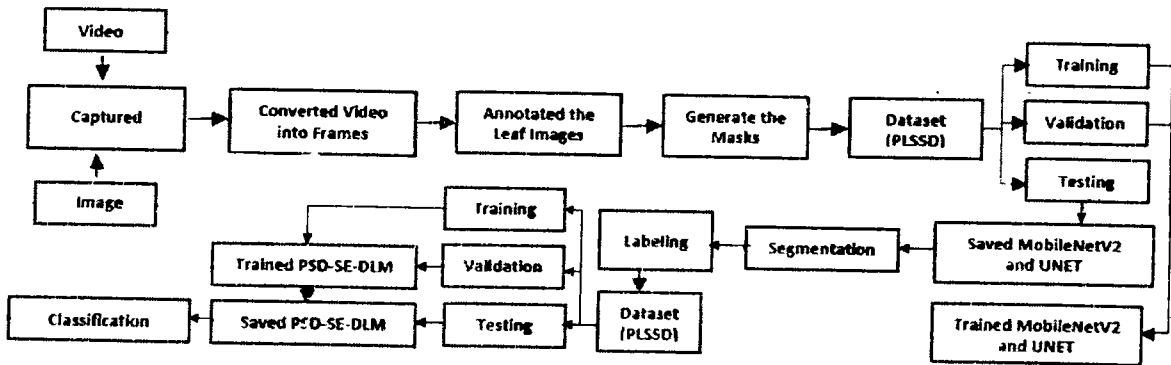 Video
Captured
Image
Converted Video
into Frames
Annotated the
Leaf Images
Generate the
Masks
Dataset
(PLSSD)
Training
Validation
Testing
Saved MobileNetV2
and UNET
Trained MobileNetV2
and UNET
Segmentation
Labeling
Dataset
(PLSSD)
Training
Validation
Testing
Trained PSD-SE-DLM
Saved PSD-SE-DLM
Classification